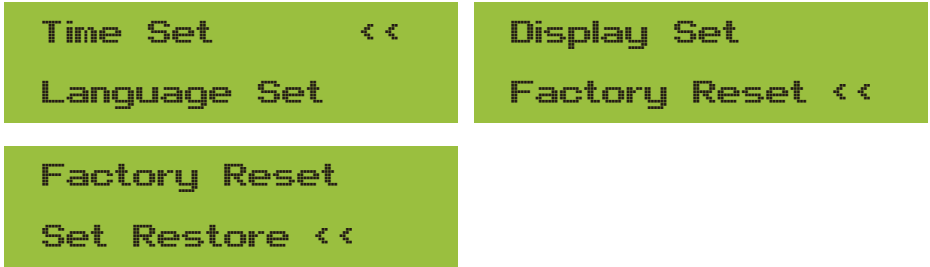 Time Set <<
Language Set
Display Set
Factory Reset <<
Factory Reset
Set Restore <<